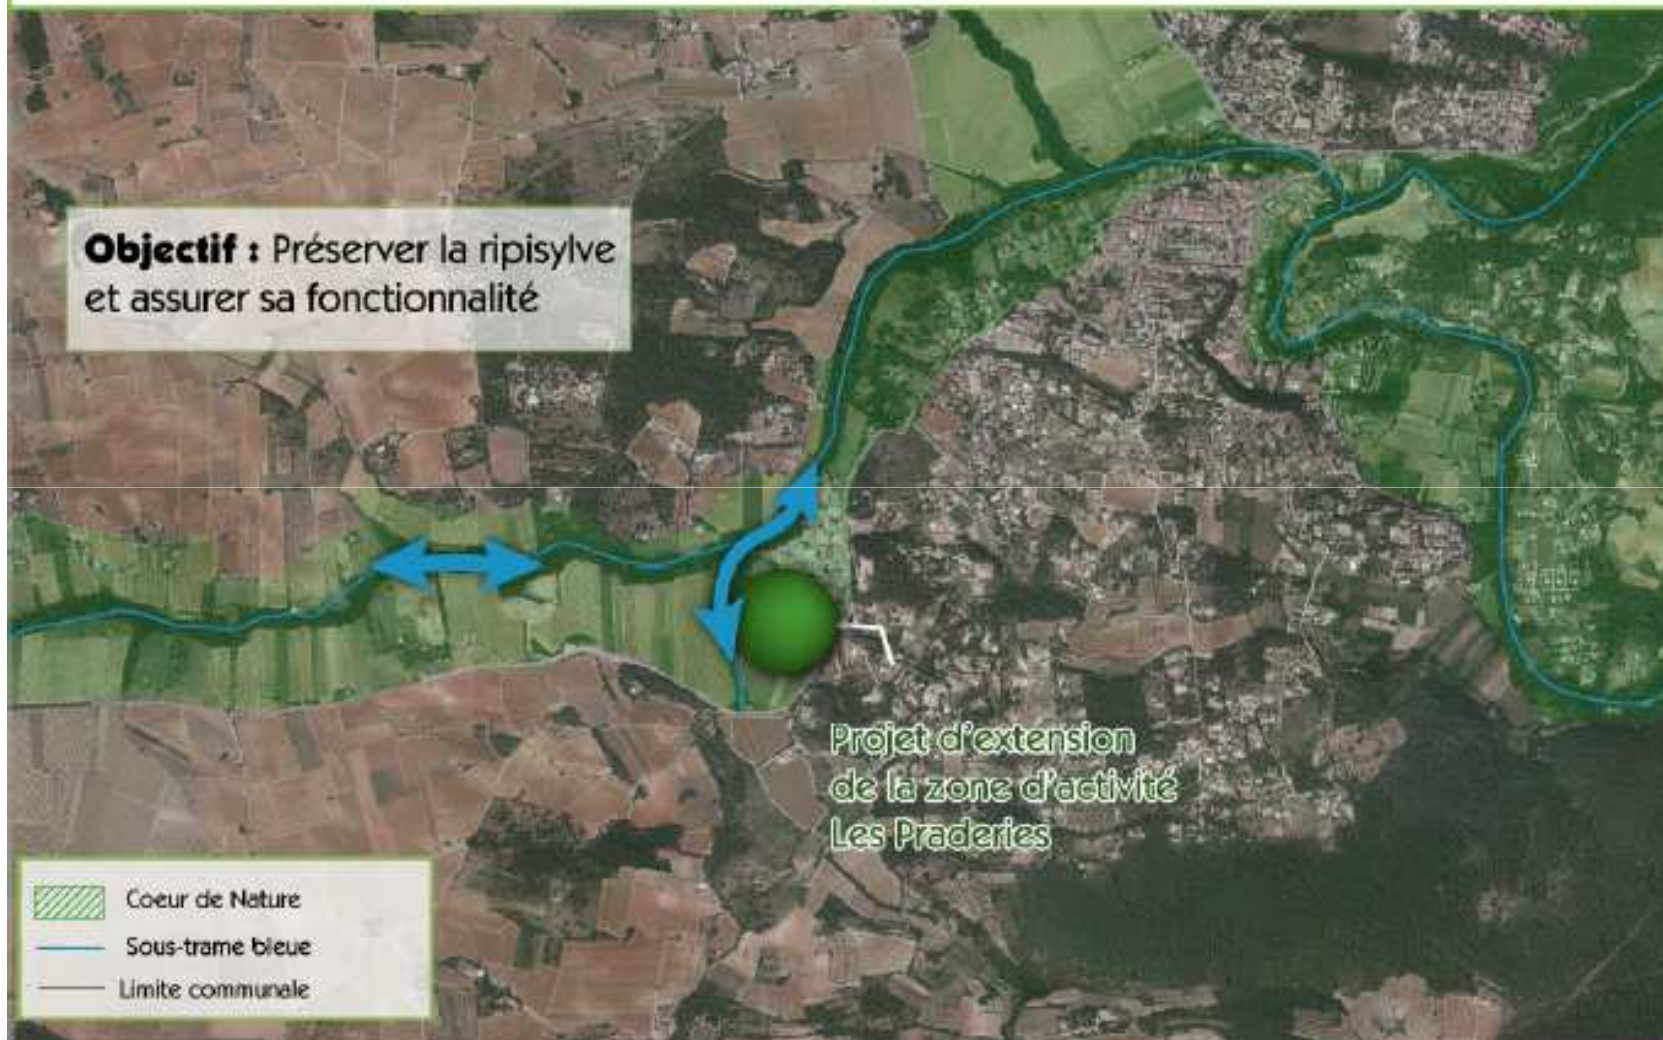 Objectif : Préserver la ripisylve
et assurer sa fonctionnalité
Projet d'extension
de la zone d'activité
Les Praderies
Coeur de Nature
Sous-trame bleue
Limite communale